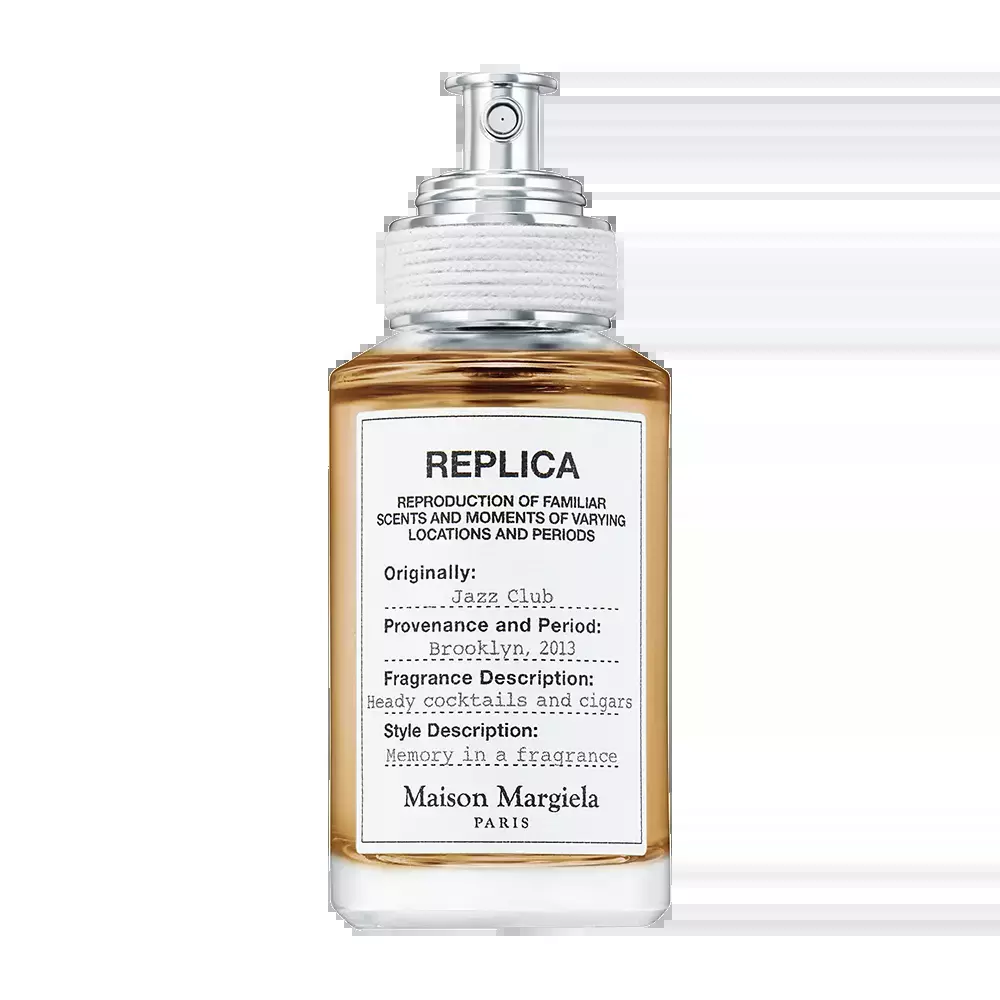 REPLICA
REPRODUCTION OF FAMILIAR
SCENTS AND MOMENTS OF VARYING
LOCATIONS AND PERIODS
Originally:
Jazz Club
Provenance and Period:
Brooklyn, 2013
Fragrance Description:
Heady cocktails and cigars
Style Description:
Memory in a fragrance
Maison Margiela
PARIS